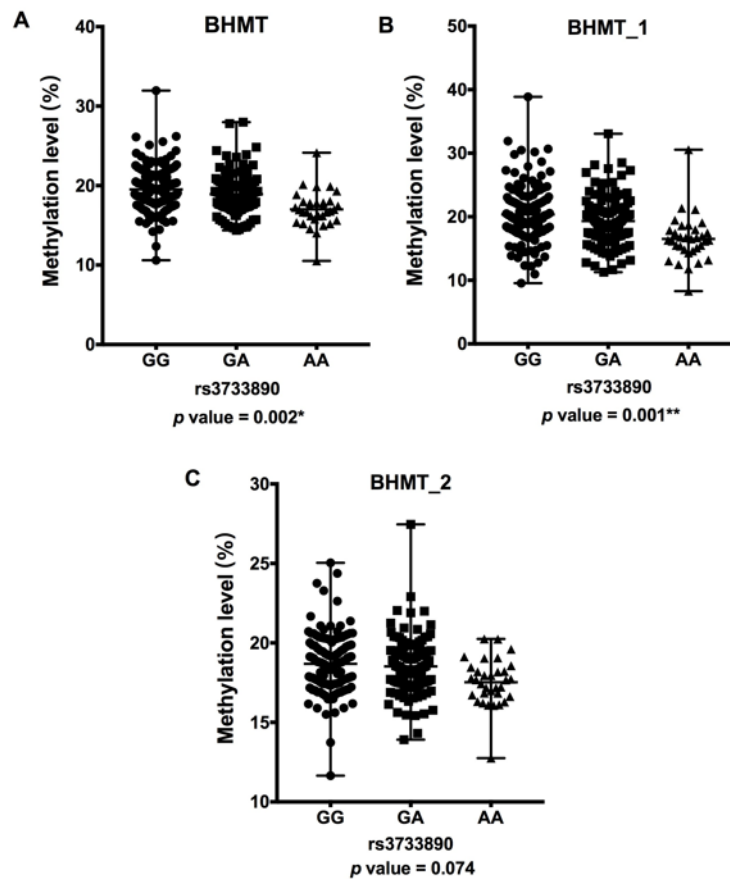 A
BHMT
Methylation level (%)
40
30
20
10
0
GG GA AA
rs3733890
p value = 0.002*
B
BHMT_1
Methylation level (%)
50
40
30
20
10
0
GG GA AA
rs3733890
p value = 0.001**
C
BHMT_2
Methylation level (%)
30
25
20
15
10
GG GA AA
rs3733890
p value = 0.074